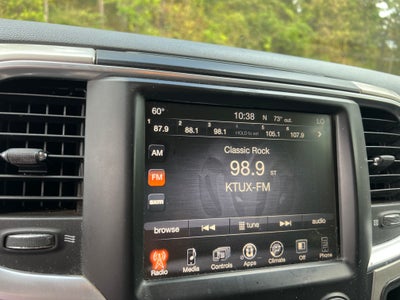 60° 10:38 N 73° out. LO
1 2 3 4 5 6
87.9 88.1 98.1 HOLD to set 105.1 107.9
Classic Rock
AM
98.9 ST
FM
KTUX-FM
browse tune audio
Radio Media Controls Apps Climate Off Phone